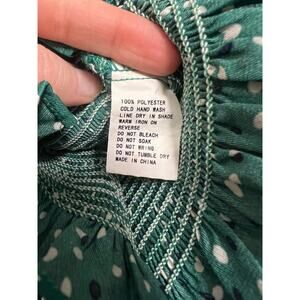 100% POLYESTER
COLD HAND WASH
LINE DRY IN SHADE
WARM IRON ON
REVERSE
DO NOT BLEACH
DO NOT SOAK
DO NOT WRING
DO NOT TUMBLE DRY
MADE IN CHINA